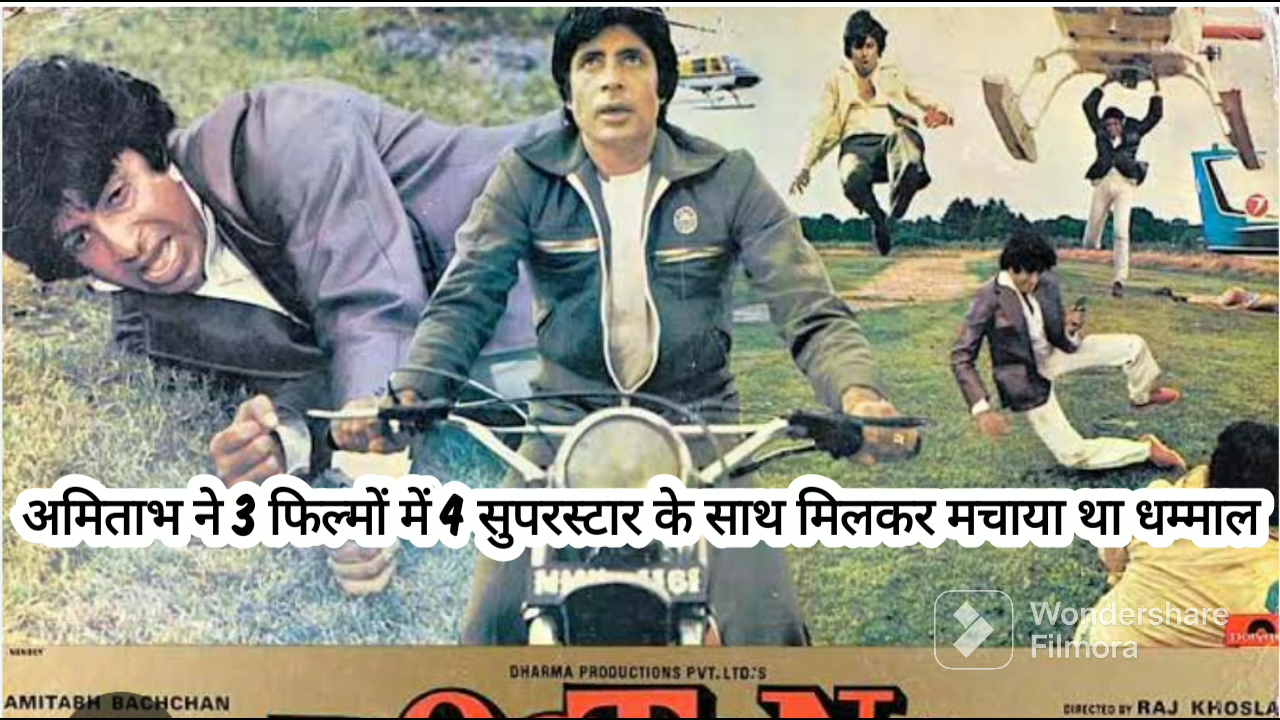 7
अमिताभ ने 3 फिल्मों में 4 सुपरस्टार के साथ मिलकर मचाया था धम्माल
Wondershare
Filmora
DHARMA PRODUCTIONS PVT. LTD.'S
AMITABH BACHCHAN
DIRECTED BY RAJ KHOSLA